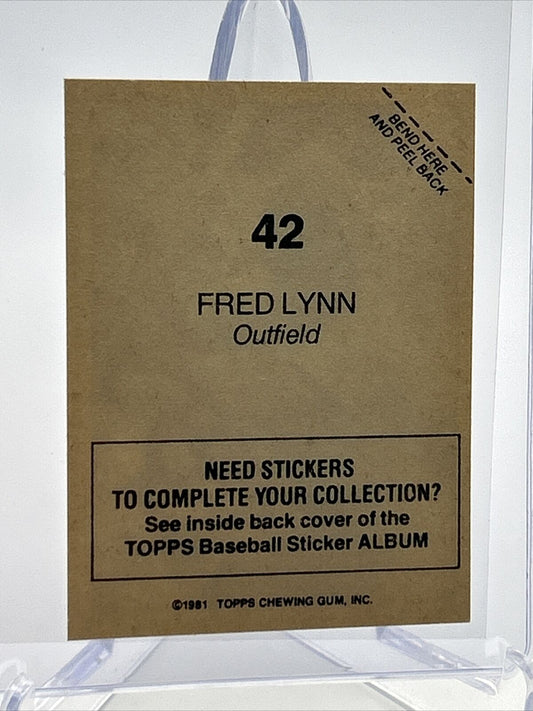 BEND HERE
AND PEEL BACK
42
FRED LYNN
Outfield
NEED STICKERS
TO COMPLETE YOUR COLLECTION?
See inside back cover of the
TOPPS Baseball Sticker ALBUM
©1981 TOPPS CHEWING GUM, INC.